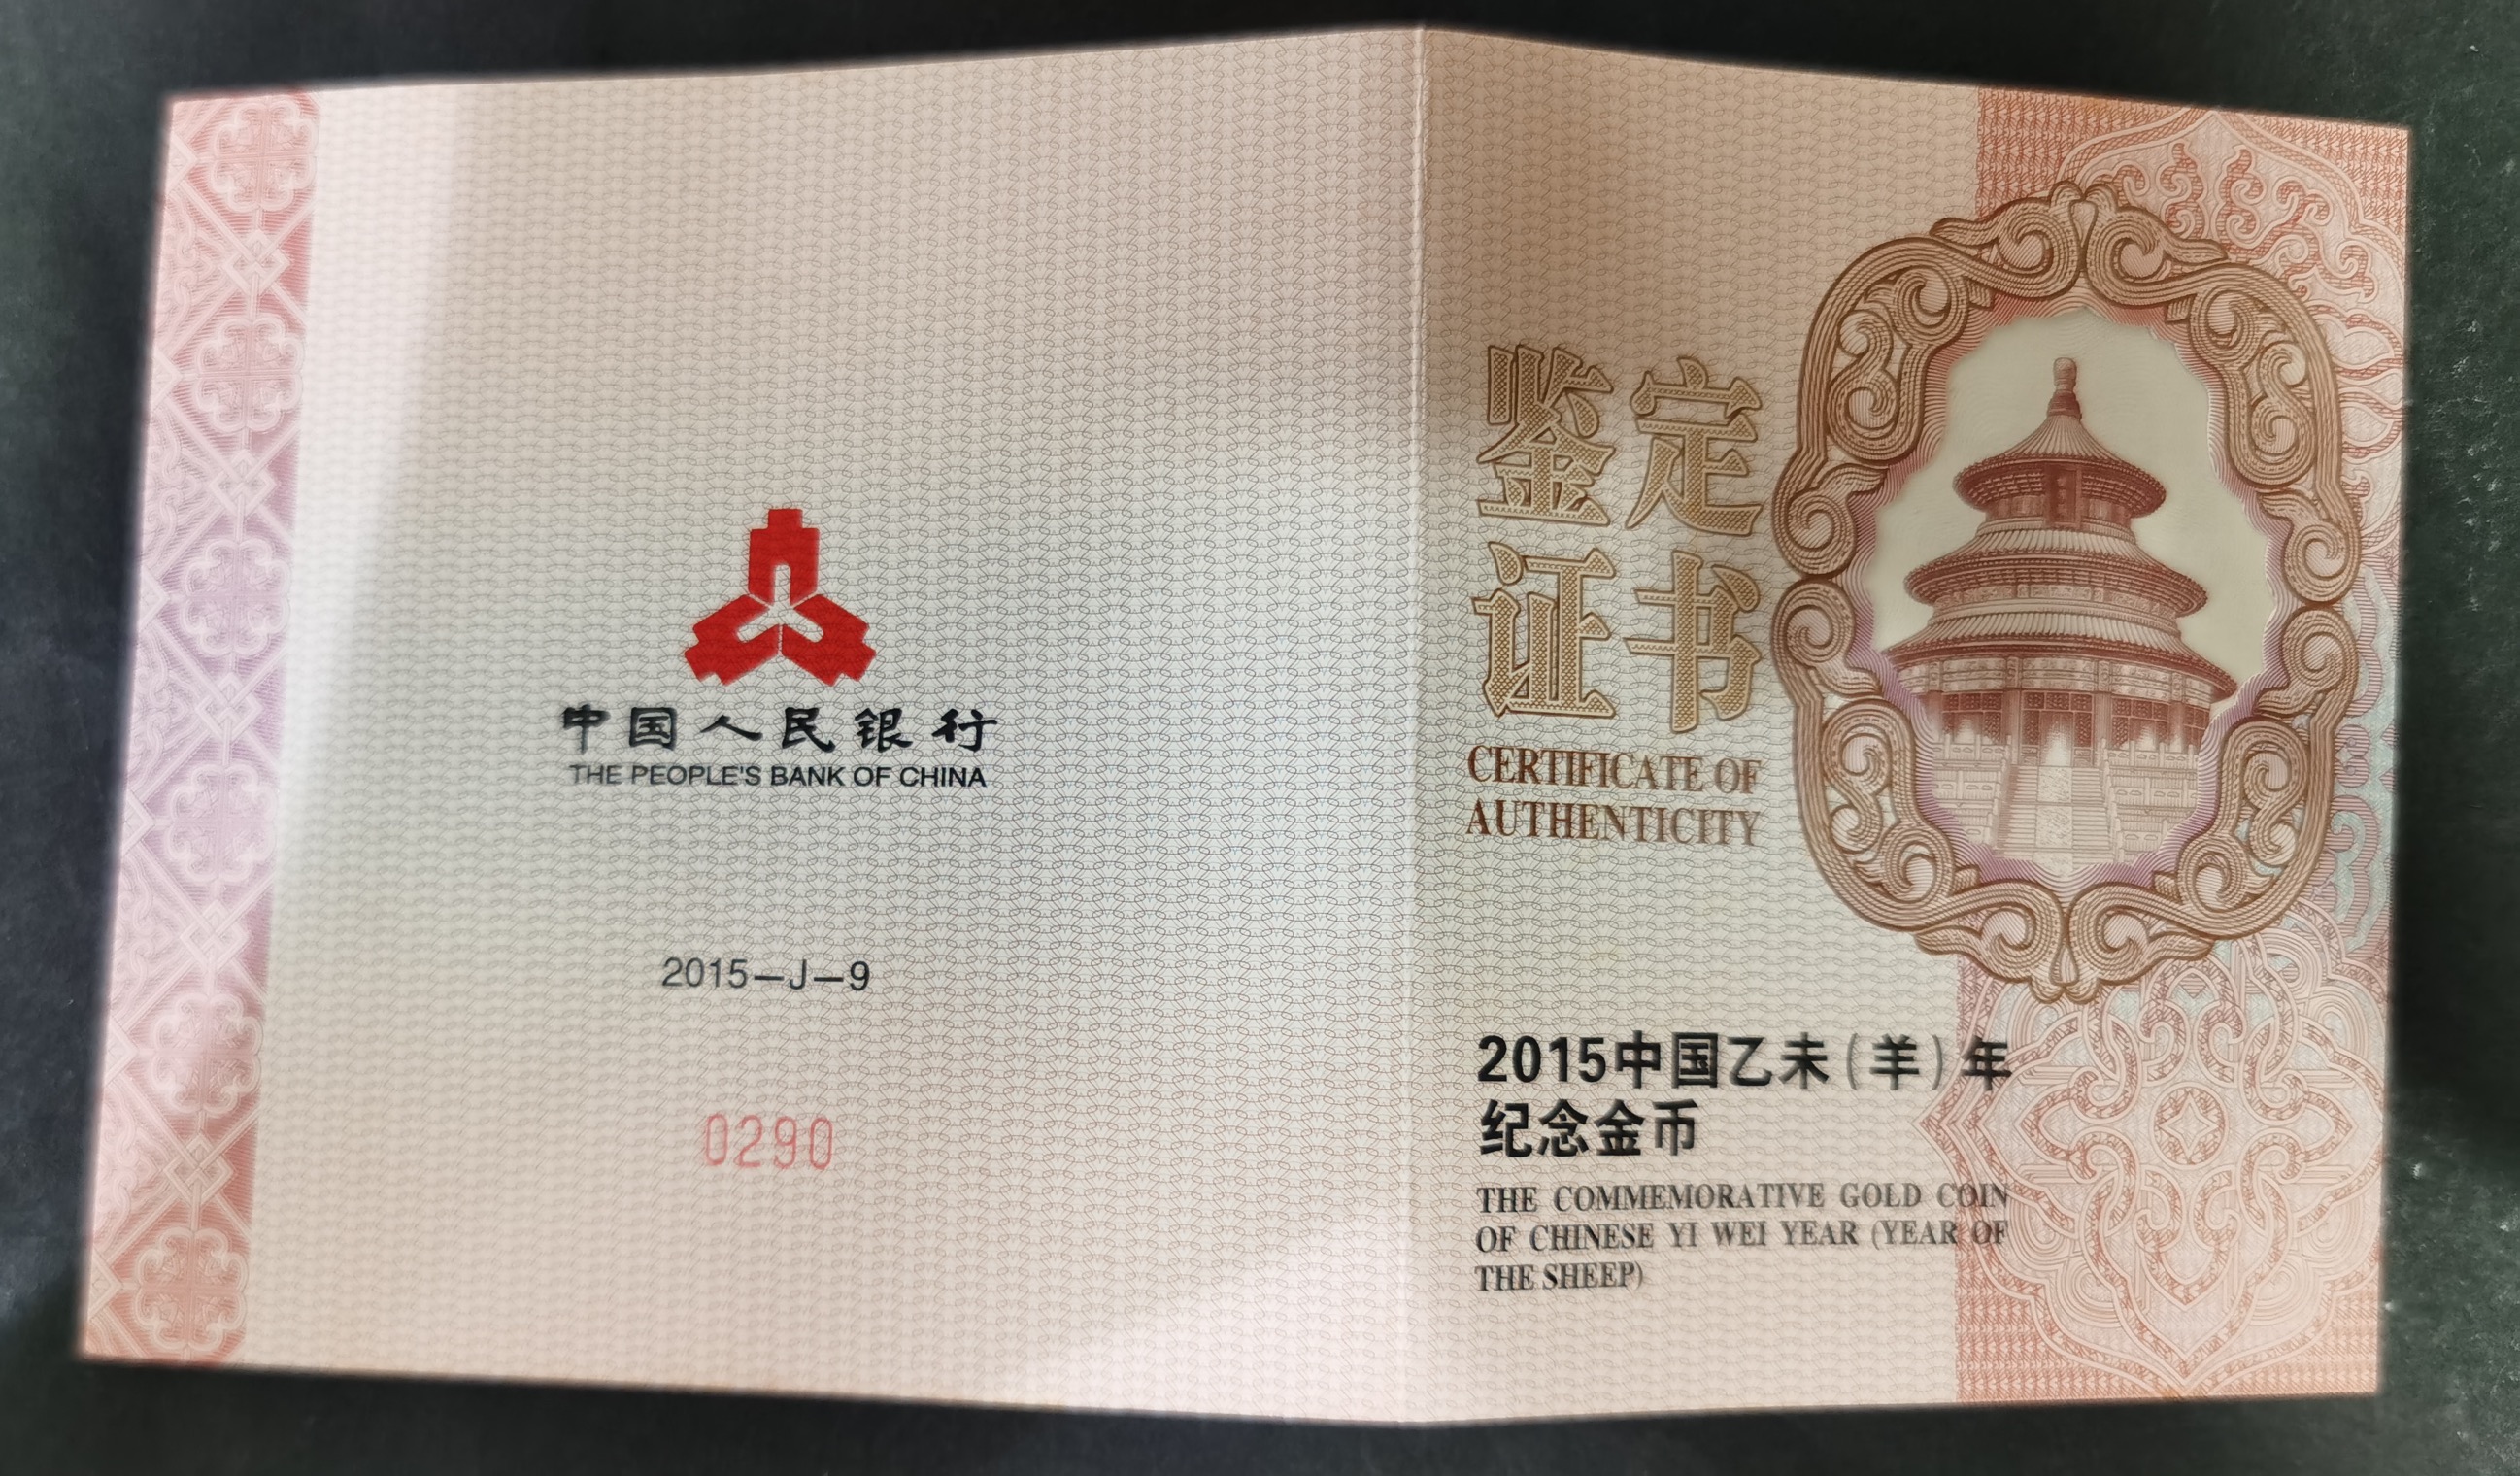 中国人民银行
THE PEOPLE'S BANK OF CHINA
2015—J—9
0290
鉴定
证书
CERTIFICATE OF
AUTHENTICITY
2015中国乙未(羊)年
纪念金币
THE COMMEMORATIVE GOLD COIN
OF CHINESE YI WEI YEAR (YEAR OF
THE SHEEP)